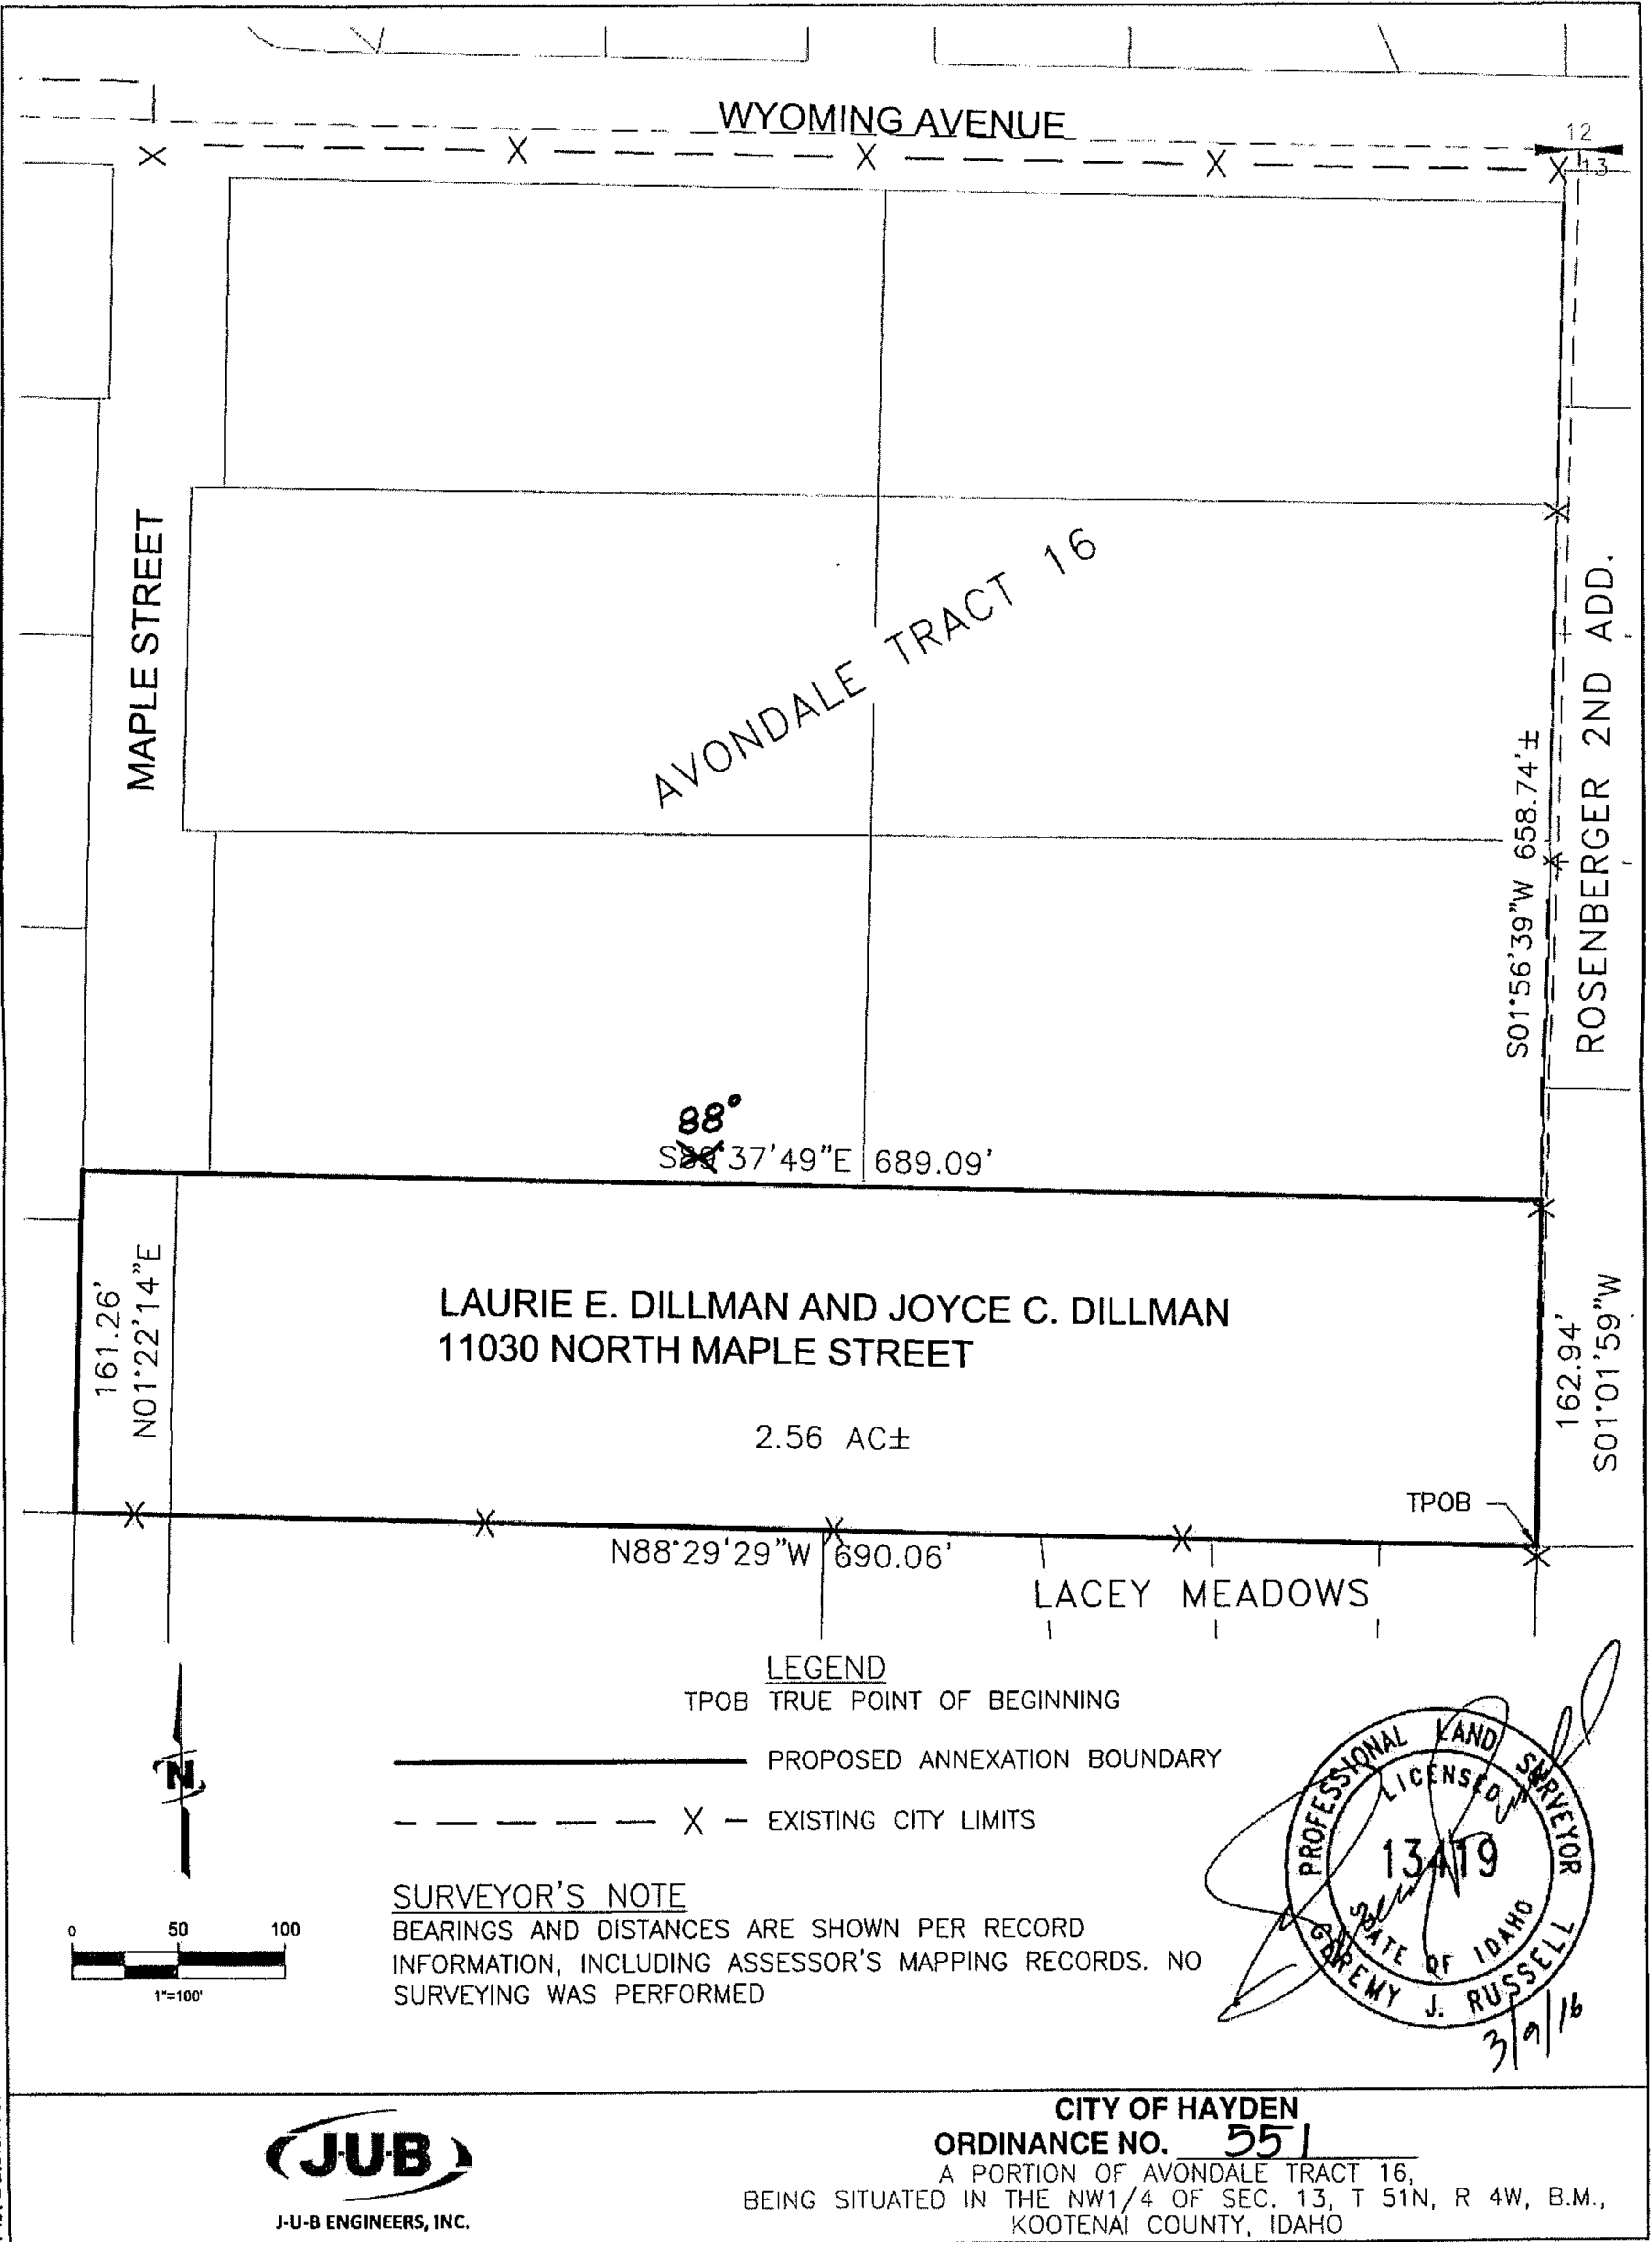 WYOMING AVENUE
12
13
MAPLE STREET
AVONDALE TRACT 16
S01°56'39"W 658.74'±
ROSENBERGER 2ND ADD.
88°
S89°37'49"E 689.09'
161.26'
N01°22'14"E
LAURIE E. DILLMAN AND JOYCE C. DILLMAN
11030 NORTH MAPLE STREET
2.56 AC±
162.94'
S01°01'59"W
TPOB
N88°29'29"W 690.06'
LACEY MEADOWS
LEGEND
TPOB TRUE POINT OF BEGINNING
PROPOSED ANNEXATION BOUNDARY
X EXISTING CITY LIMITS
N
SURVEYOR'S NOTE
BEARINGS AND DISTANCES ARE SHOWN PER RECORD
INFORMATION, INCLUDING ASSESSOR'S MAPPING RECORDS. NO
SURVEYING WAS PERFORMED
0 50 100
1"=100'
PROFESSIONAL LAND SURVEYOR
LICENSED
13419
STATE OF IDAHO
JEREMY J. RUSSELL
3/9/16
J-U-B
J-U-B ENGINEERS, INC.
CITY OF HAYDEN
ORDINANCE NO. 551
A PORTION OF AVONDALE TRACT 16,
BEING SITUATED IN THE NW1/4 OF SEC. 13, T 51N, R 4W, B.M.,
KOOTENAI COUNTY, IDAHO